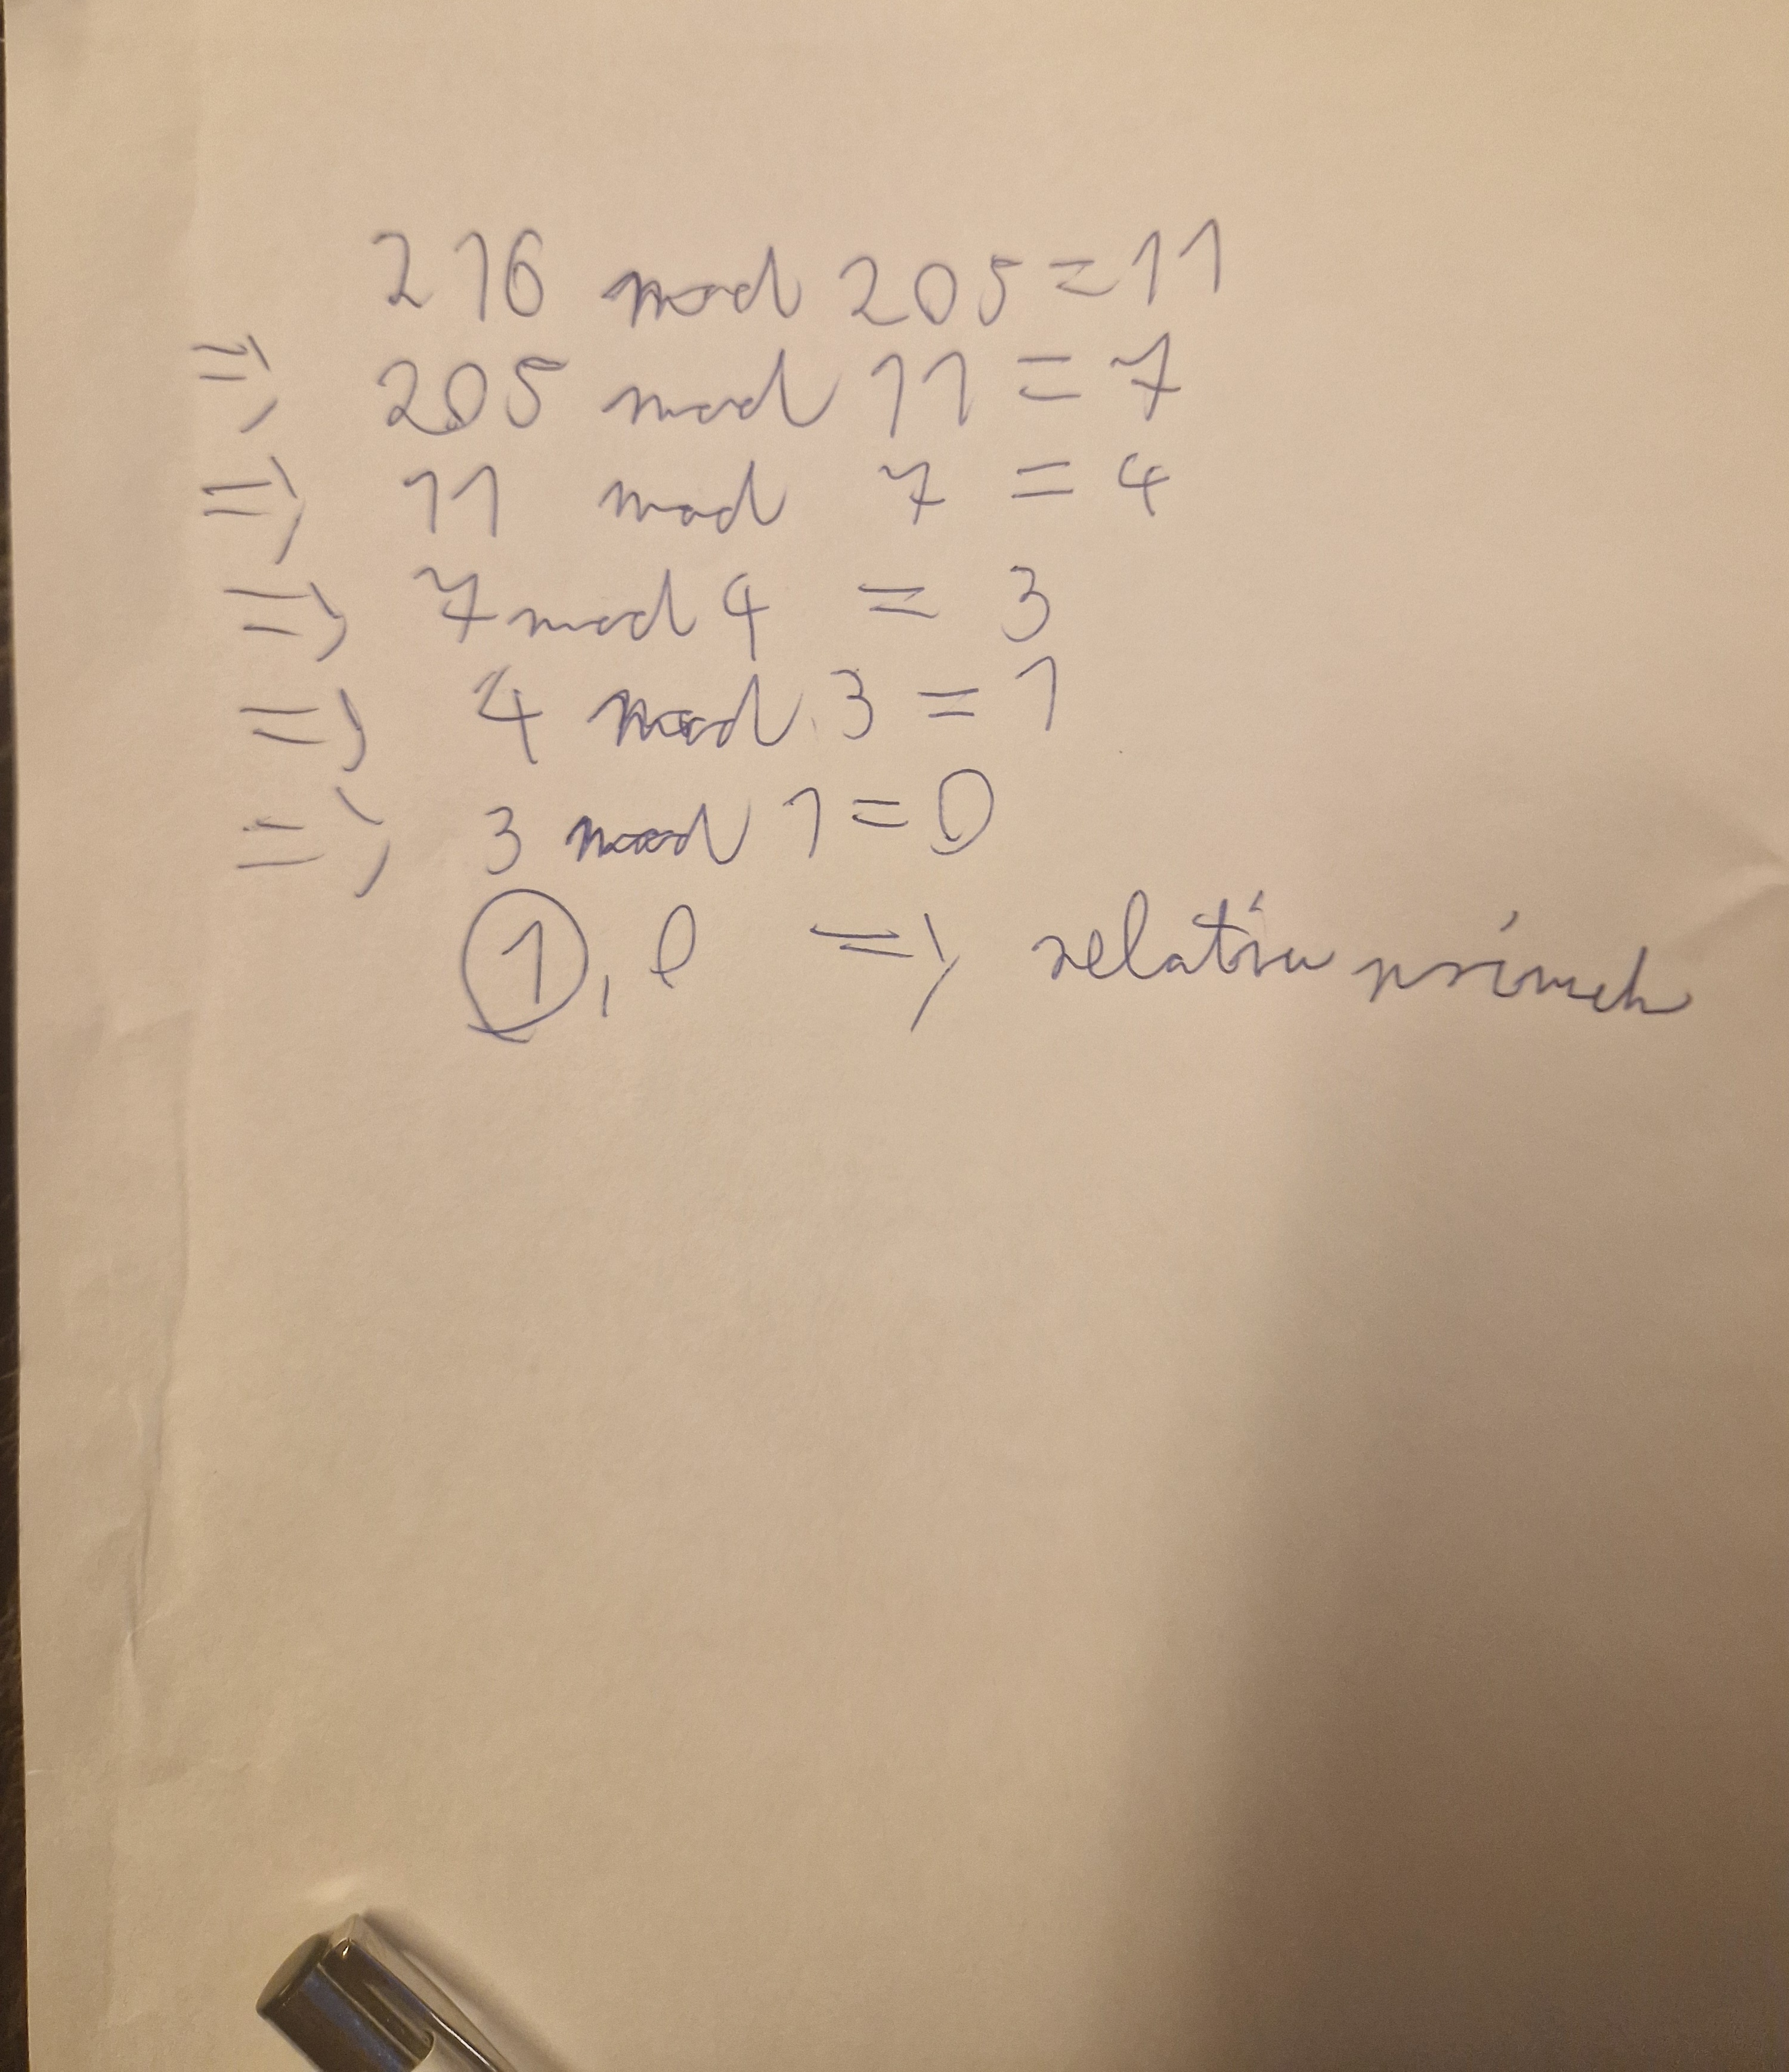 216 mod 205 = 11
=> 205 mod 11 = 7
=> 11 mod 7 = 4
=> 7 mod 4 = 3
=> 4 mod 3 = 1
=> 3 mod 1 = 0
1, 0 => relatív prímek